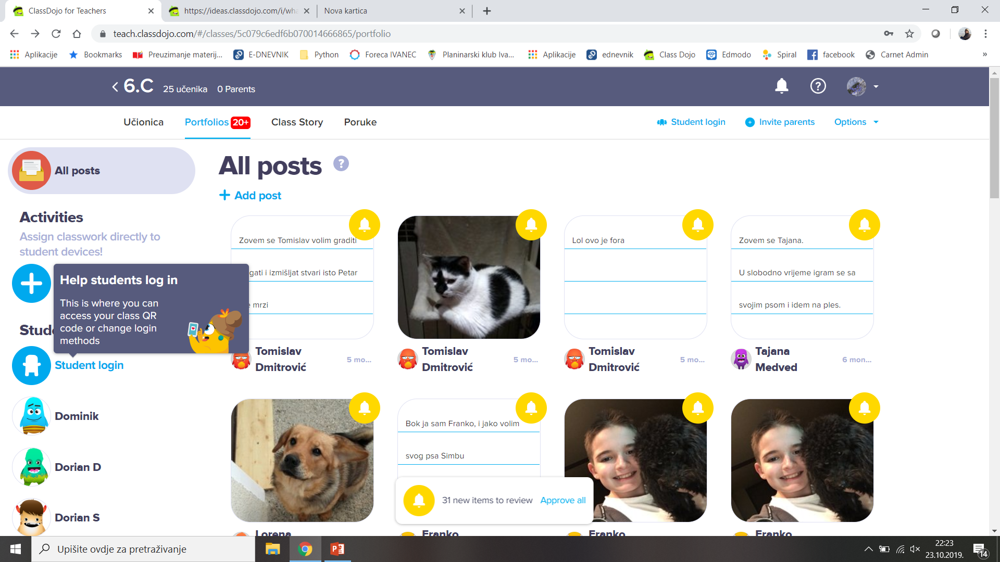 ClassDojo for Teachers
https://ideas.classdojo.com/i/wha
Nova kartica
teach.classdojo.com/#/classes/5c079c6edf6b070014666865/portfolio
Aplikacije
Bookmarks
Preuzimanje materij...
E-DNEVNIK
Python
Foreca IVANEC
Planinarski klub Iva...
Aplikacije
ednevnik
Class Dojo
Edmodo
Spiral
facebook
Carnet Admin
»
6.C 25 učenika 0 Parents
Učionica
Portfolios 20+
Class Story
Poruke
Student login
Invite parents
Options
All posts
Activities
Assign classwork directly to
student devices!
Help students log in
This is where you can
access your class QR
code or change login
methods
Stude
Student login
Dominik
Dorian D
Dorian S
All posts ?
+ Add post
Zovem se Tomislav volim graditi
gati i izmišljat stvari isto Petar
mrzi
Tomislav
Dmitrović
5 mo...
Tomislav
Dmitrović
5 mo...
Lol ovo je fora
Tomislav
Dmitrović
5 mo...
Zovem se Tajana.
U slobodno vrijeme igram se sa
svojim psom i idem na ples.
Tajana
Medved
6 mon...
Bok ja sam Franko, i jako volim
svog psa Simbu
31 new items to review Approve all
Lorena
Franko
Franko
Franko
Upišite ovdje za pretraživanje
22:23
23.10.2019.
14